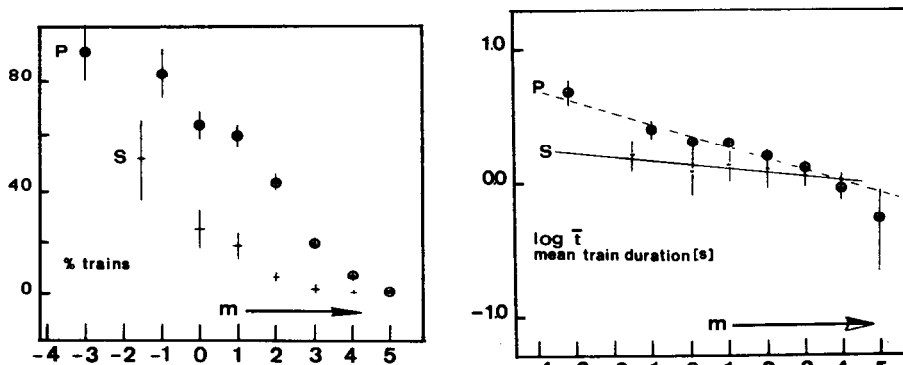 P
80
S
40
% trains
0
m
-4 -3 -2 -1 0 1 2 3 4 5
1.0
P
S
0.0
log t̅
mean train duration [s]
m
-1.0